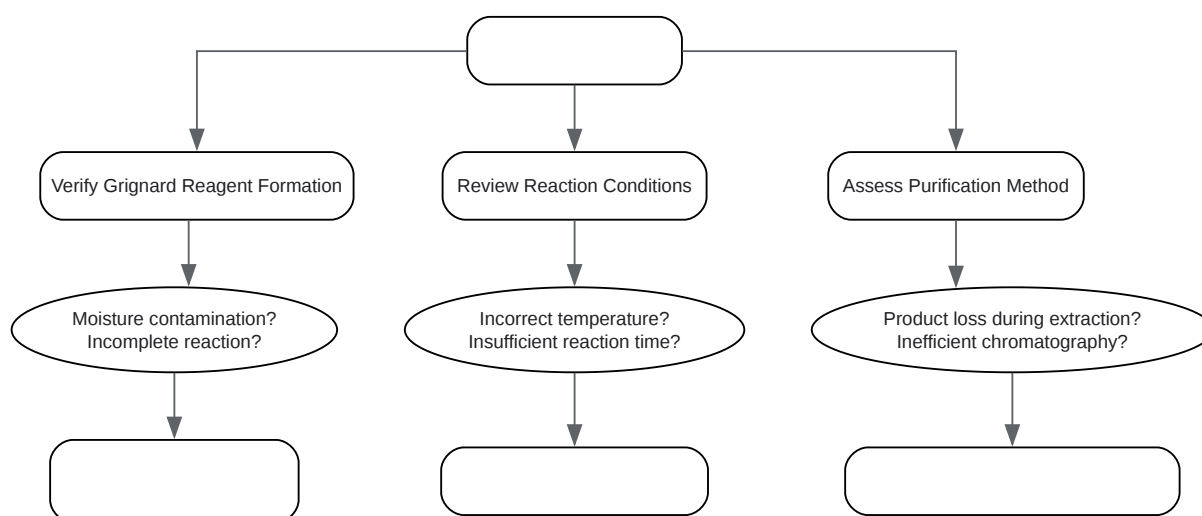 Verify Grignard Reagent Formation
Review Reaction Conditions
Assess Purification Method
Moisture contamination?
Incomplete reaction?
Incorrect temperature?
Insufficient reaction time?
Product loss during extraction?
Inefficient chromatography?